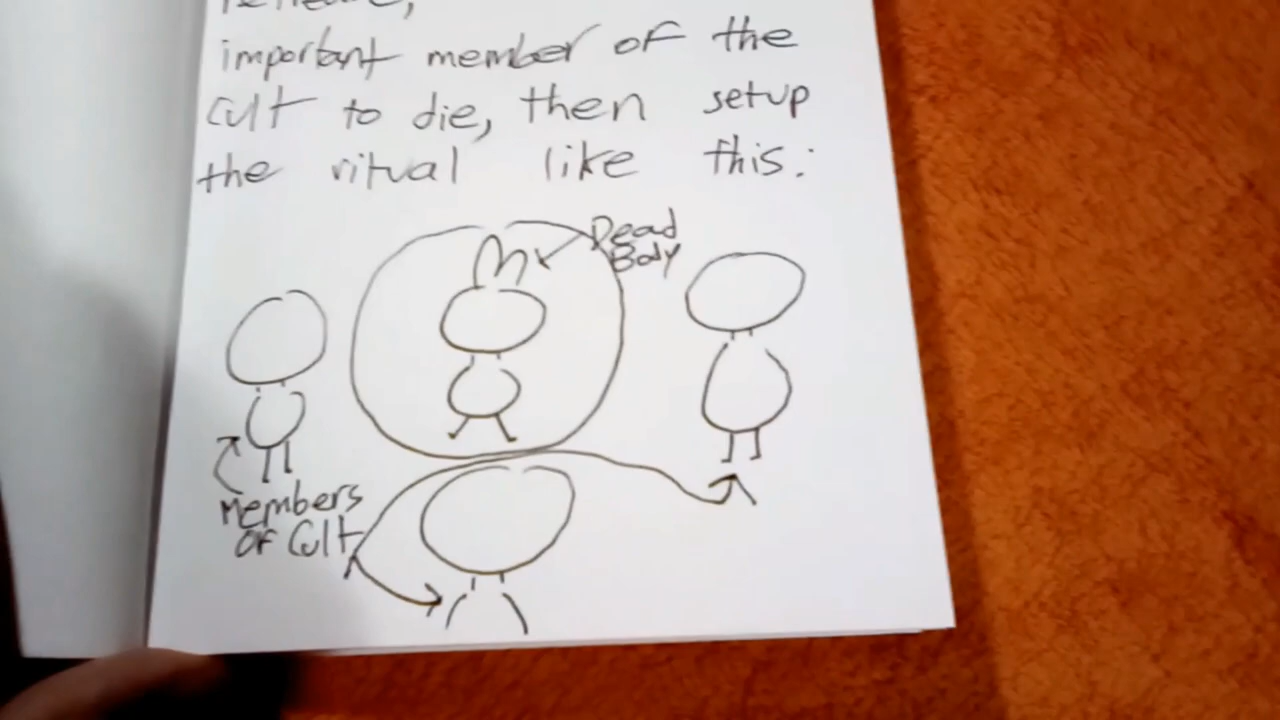 important member of the
cult to die, then setup
the ritual like this:
Dead
Body
Members
of Cult